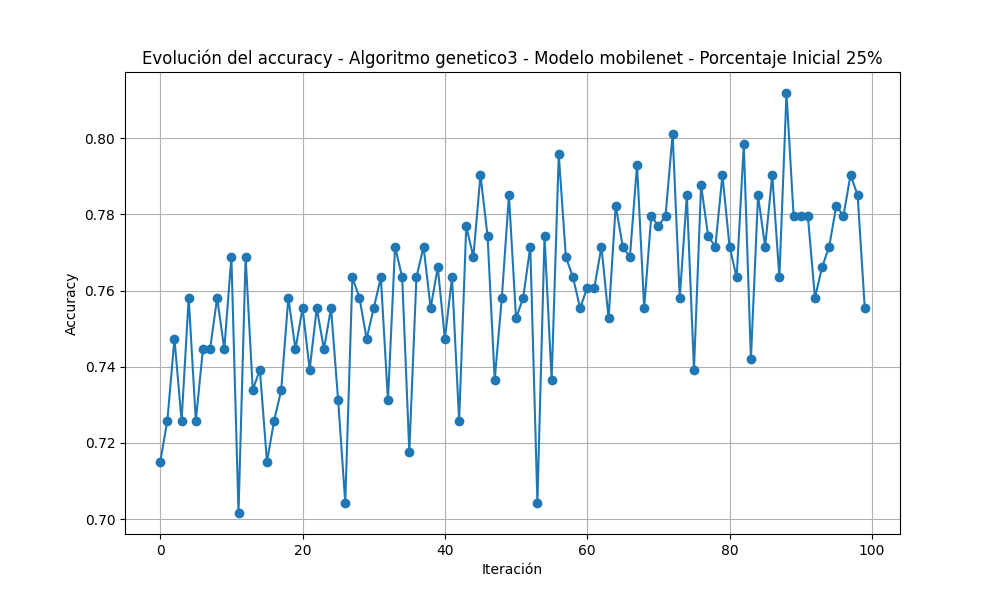 Evolución del accuracy - Algoritmo genetico3 - Modelo mobilenet - Porcentaje Inicial 25%
0.80
0.78
0.76
0.74
0.72
0.70
Accuracy
0 20 40 60 80 100
Iteración